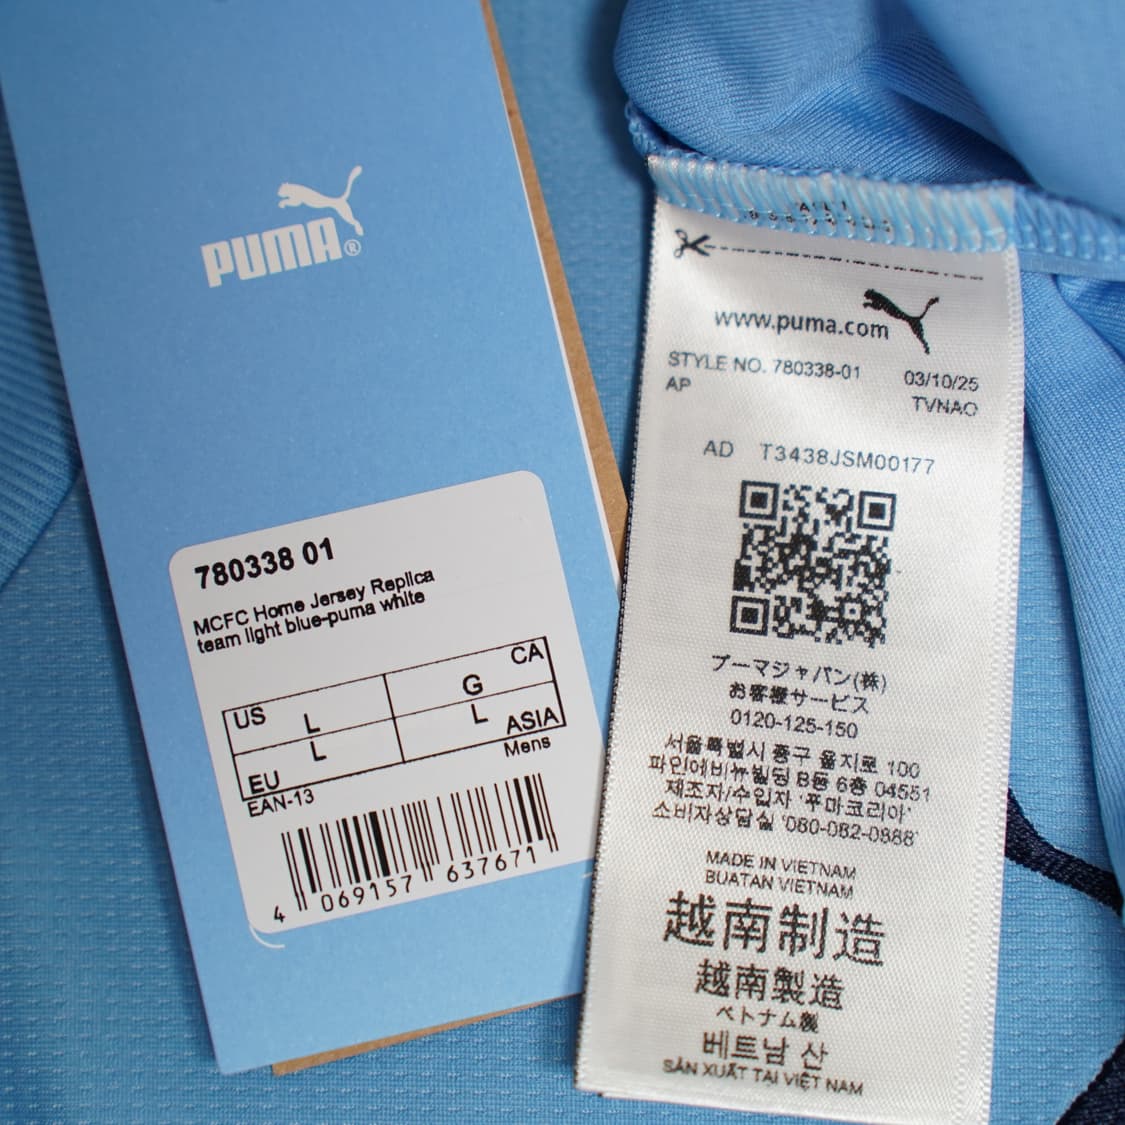 PUMA®
780338 01
MCFC Home Jersey Replica
team light blue-puma white
US L G CA
EU L L ASIA
EAN-13 Mens
4 069157 637671
www.puma.com
STYLE NO. 780338-01 03/10/25
AP TVNAO
AD T3438JSM00177
プーマジャパン(株)
お客様サービス
0120-125-150
서울특별시 중구 을지로 100
파인에비뉴빌딩 B동 6층 04551
제조자/수입자 '푸마코리아'
소비자상담실 '080-082-0888'
MADE IN VIETNAM
BUATAN VIETNAM
越南制造
越南製造
ベトナム製
베트남 산
SẢN XUẤT TẠI VIỆT NAM